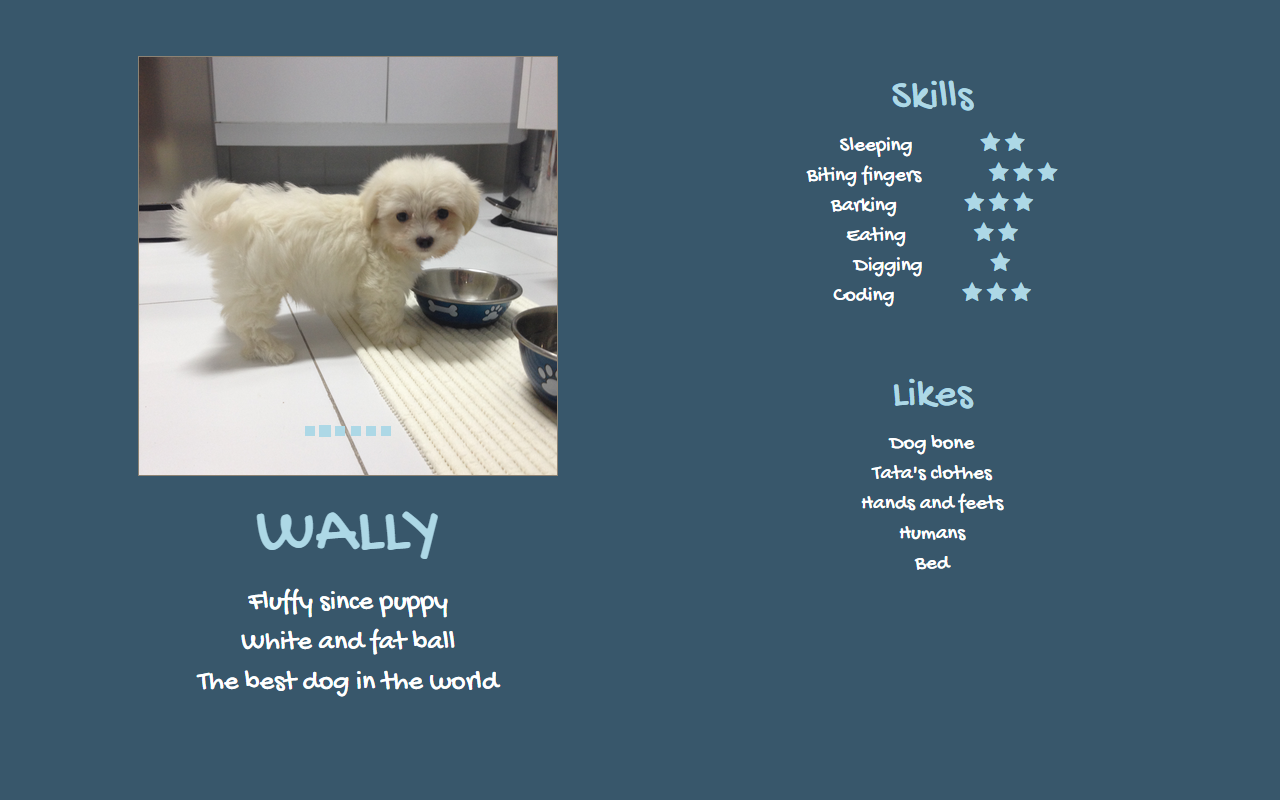 WALLY
Fluffy since puppy
White and fat ball
The best dog in the world
Skills
Sleeping ★★
Biting fingers ★★★
Barking ★★★
Eating ★★
Digging ★
Coding ★★★
Likes
Dog bone
Tata's clothes
Hands and feets
Humans
Bed